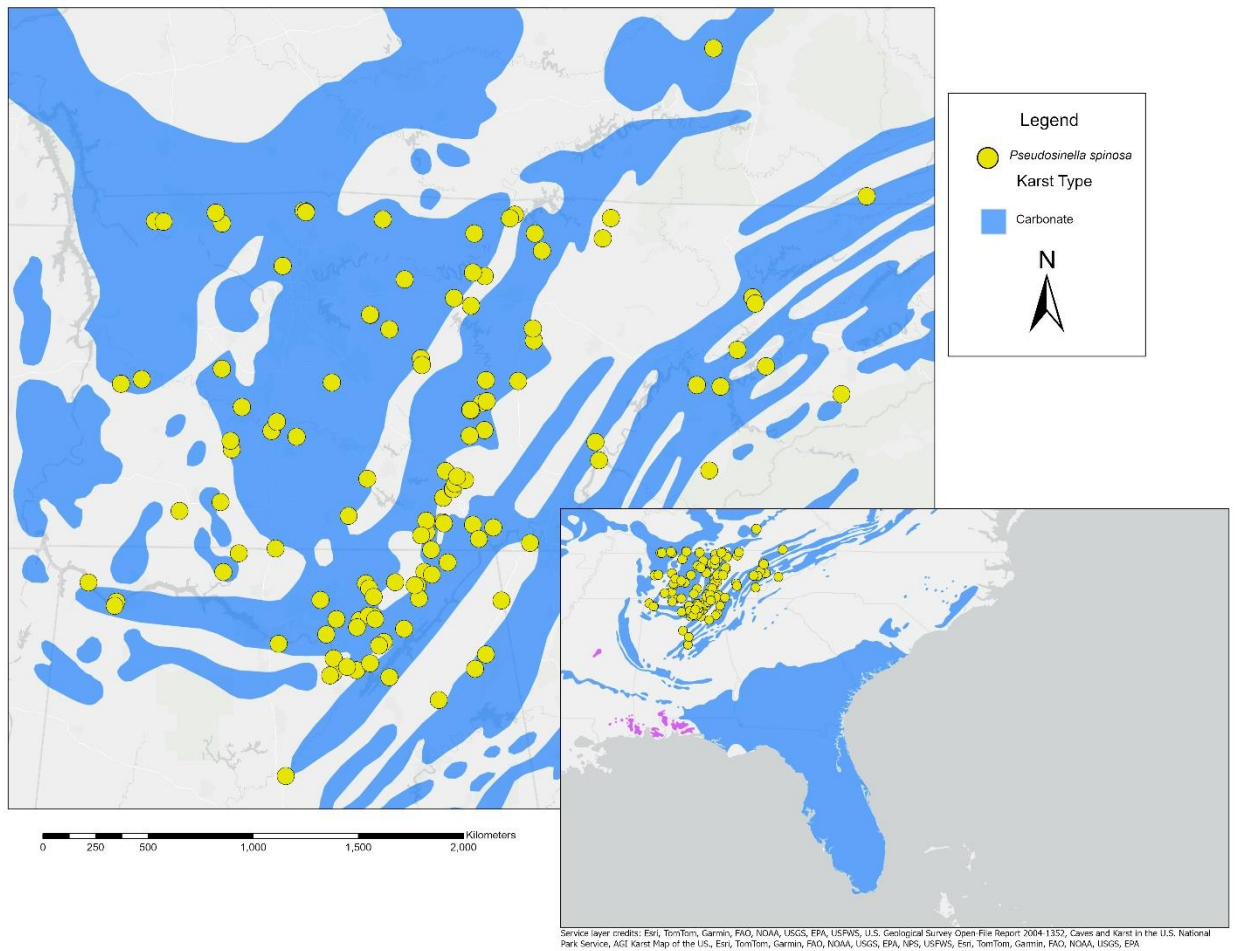 Legend
Pseudosinella spinosa
Karst Type
Carbonate
N
Kilometers
0 250 500 1,000 1,500 2,000
Service layer credits: Esri, TomTom, Garmin, FAO, NOAA, USGS, EPA, USFWS, U.S. Geological Survey Open-File Report 2004-1352, Caves and Karst in the U.S. National
Park Service, AGI Karst Map of the US., Esri, TomTom, Garmin, FAO, NOAA, USGS, EPA, NPS, USFWS, Esri, TomTom, Garmin, FAO, NOAA, USGS, EPA